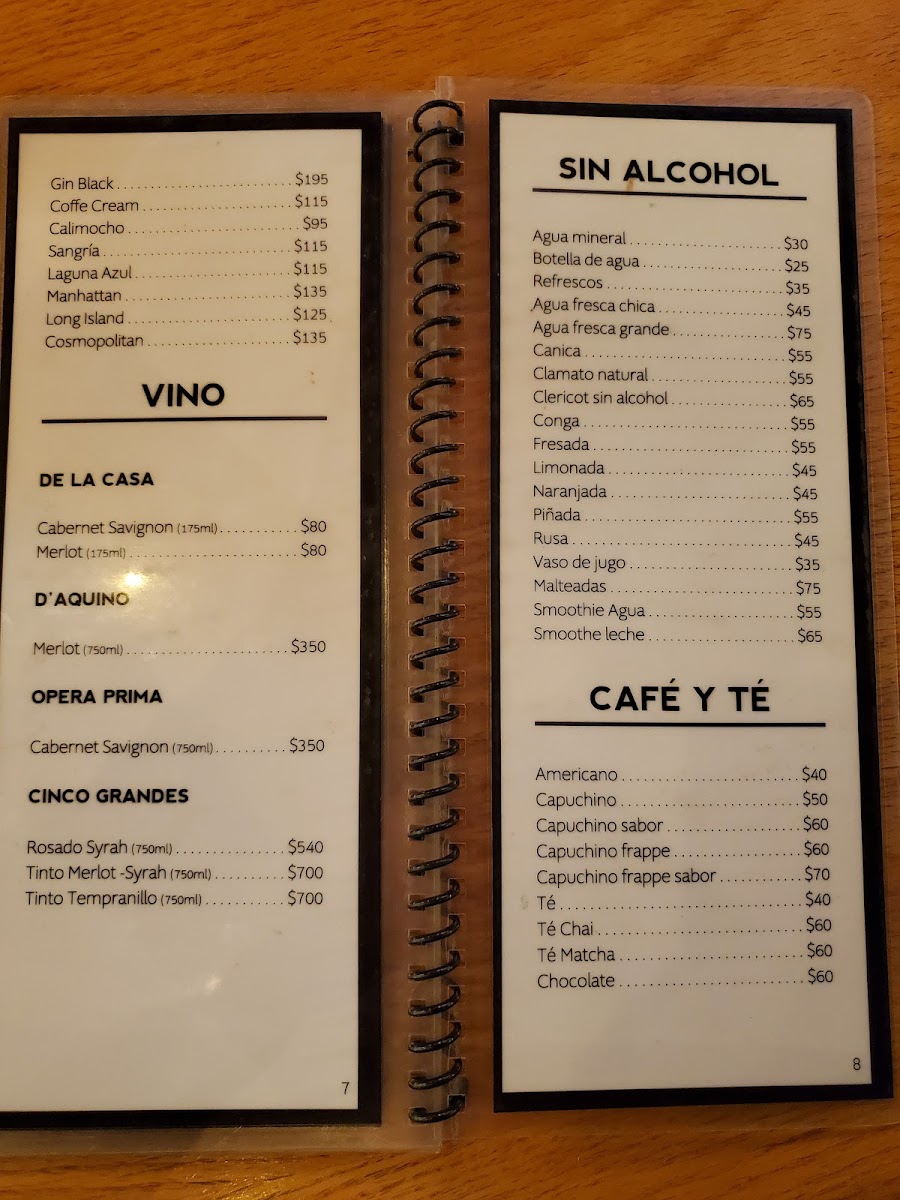 Gin Black ........................ $195
Coffe Cream ........................ $115
Calimocho ........................ $95
Sangría ........................ $115
Laguna Azul ........................ $115
Manhattan ........................ $135
Long Island ........................ $125
Cosmopolitan ........................ $135
VINO
DE LA CASA
Cabernet Savignon (175ml) ............ $80
Merlot (175ml) ........................ $80
D'AQUINO
Merlot (750ml) ........................ $350
OPERA PRIMA
Cabernet Savignon (750ml) .......... $350
CINCO GRANDES
Rosado Syrah (750ml) ................ $540
Tinto Merlot -Syrah (750ml) .......... $700
Tinto Tempranillo (750ml) ........... $700
7
SIN ALCOHOL
Agua mineral ........................ $30
Botella de agua ...................... $25
Refrescos ........................ $35
Agua fresca chica .................... $45
Agua fresca grande ................. $75
Canica ........................ $55
Clamato natural .................... $55
Clericot sin alcohol ................. $65
Conga ........................ $55
Fresada ........................ $55
Limonada ........................ $45
Naranjada ........................ $45
Piñada ........................ $55
Rusa ........................ $45
Vaso de jugo ........................ $35
Malteadas ........................ $75
Smoothie Agua .................... $55
Smoothe leche .................... $65
CAFÉ Y TÉ
Americano ........................ $40
Capuchino ........................ $50
Capuchino sabor .................... $60
Capuchino frappe ................... $60
Capuchino frappe sabor ............ $70
Té ........................ $40
Té Chai ........................ $60
Té Matcha ........................ $60
Chocolate ........................ $60
8